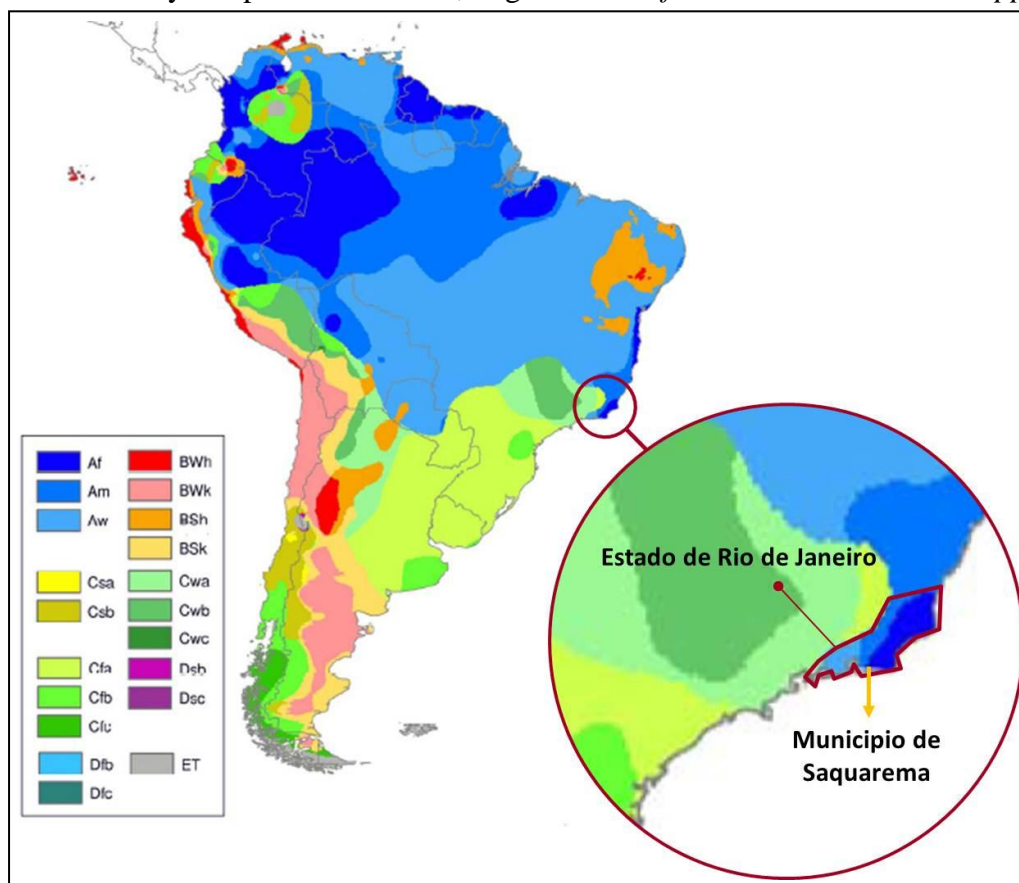 Af BWh
Am BWk
Aw BSh
BSk
Csa Cwa
Csb Cwb
Cwc
Cfa Dsb
Cfb Dsc
Cfc
Dfb ET
Dfc
Estado de Rio de Janeiro
Municipio de
Saquarema